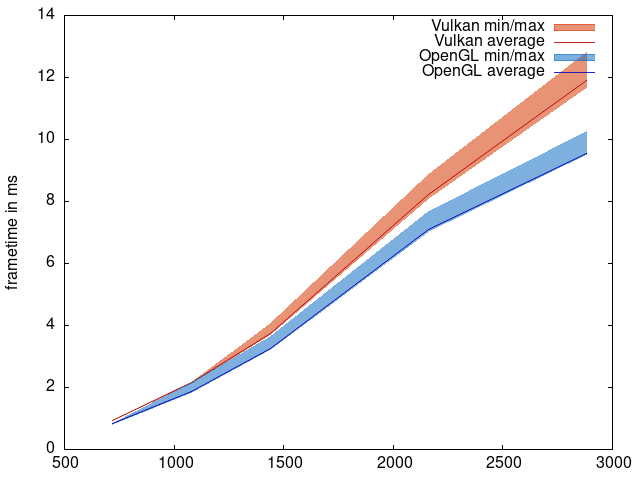 14
12
10
8
6
4
2
0
frametime in ms
Vulkan min/max
Vulkan average
OpenGL min/max
OpenGL average
500 1000 1500 2000 2500 3000